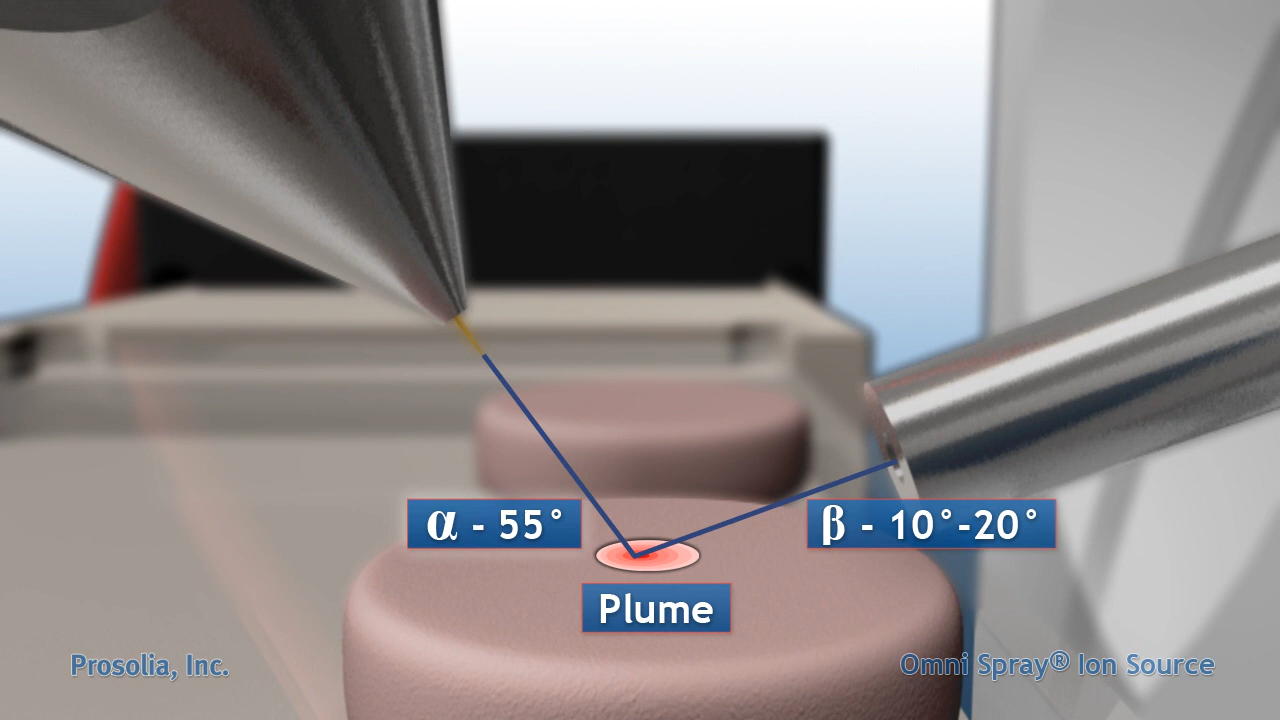 α - 55°
β - 10°-20°
Plume
Prosolia, Inc.
Omni Spray® Ion Source